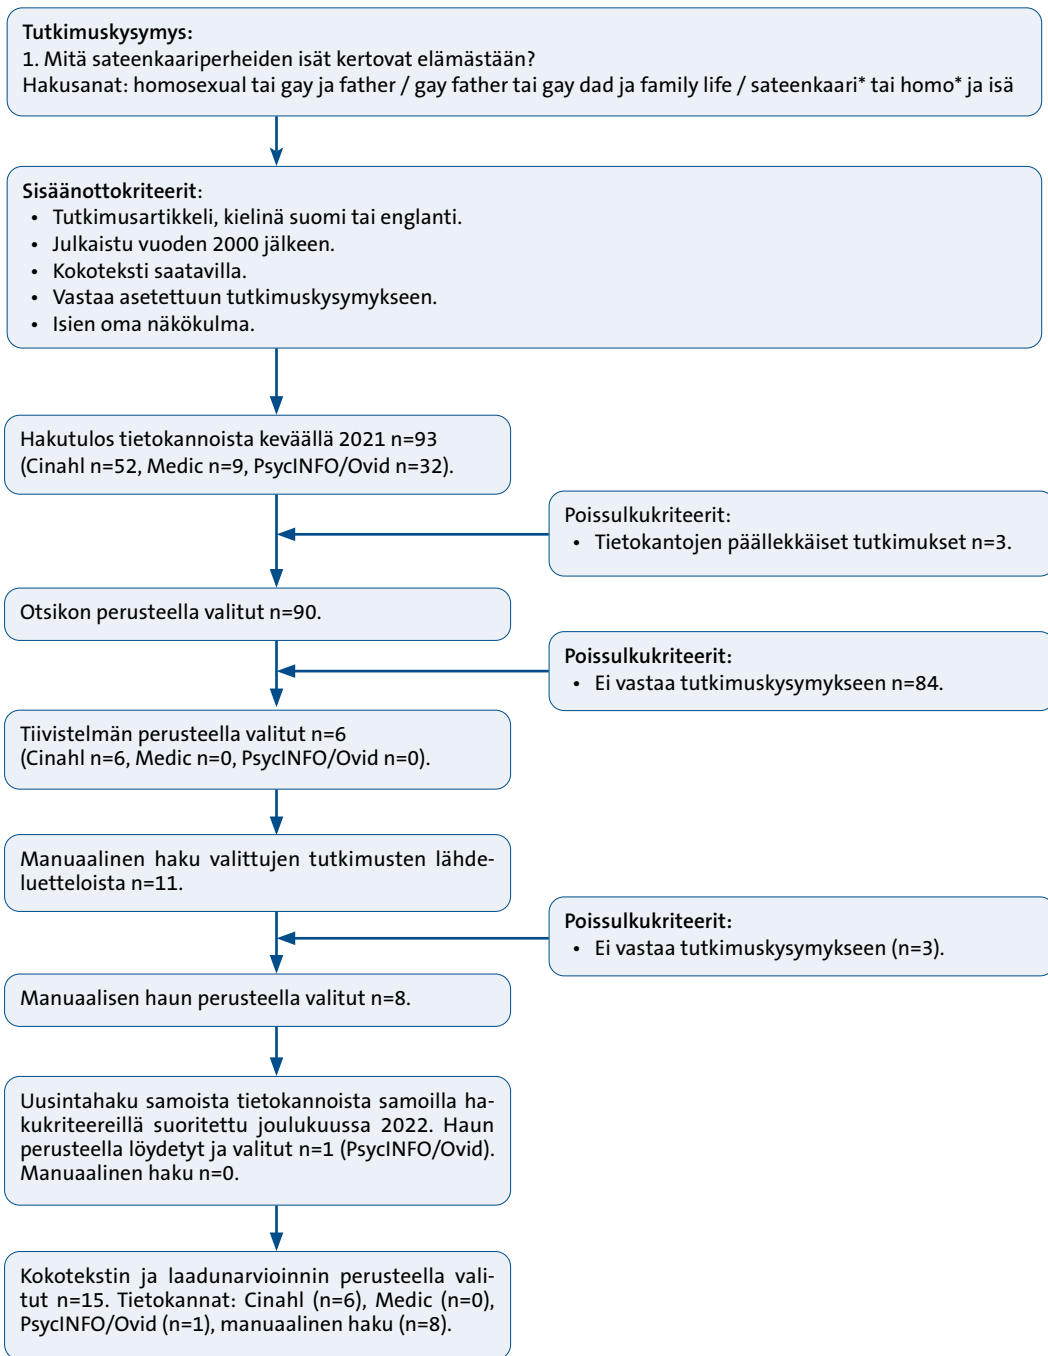 Tutkimuskysymys:
1. Mitä sateenkaariperheiden isät kertovat elämästään?
Hakusanat: homosexual tai gay ja father / gay father tai gay dad ja family life / sateenkaari* tai homo* ja isä
Sisäänottokriteerit:
• Tutkimusartikkeli, kielinä suomi tai englanti.
• Julkaistu vuoden 2000 jälkeen.
• Kokoteksti saatavilla.
• Vastaa asetettuun tutkimuskysymykseen.
• Isien oma näkökulma.
Hakutulos tietokannoista keväällä 2021 n=93
(Cinahl n=52, Medic n=9, PsycINFO/Ovid n=32).
Poissulkukriteerit:
• Tietokantojen päällekkäiset tutkimukset n=3.
Otsikon perusteella valitut n=90.
Poissulkukriteerit:
• Ei vastaa tutkimuskysymykseen n=84.
Tiivistelmän perusteella valitut n=6
(Cinahl n=6, Medic n=0, PsycINFO/Ovid n=0).
Manuaalinen haku valittujen tutkimusten lähde-
luetteloista n=11.
Poissulkukriteerit:
• Ei vastaa tutkimuskysymykseen (n=3).
Manuaalisen haun perusteella valitut n=8.
Uusintahaku samoista tietokannoista samoilla ha-
kukriteereillä suoritettu joulukuussa 2022. Haun
perusteella löydetyt ja valitut n=1 (PsycINFO/Ovid).
Manuaalinen haku n=0.
Kokotekstin ja laadunarvioinnin perusteella vali-
tut n=15. Tietokannat: Cinahl (n=6), Medic (n=0),
PsycINFO/Ovid (n=1), manuaalinen haku (n=8).